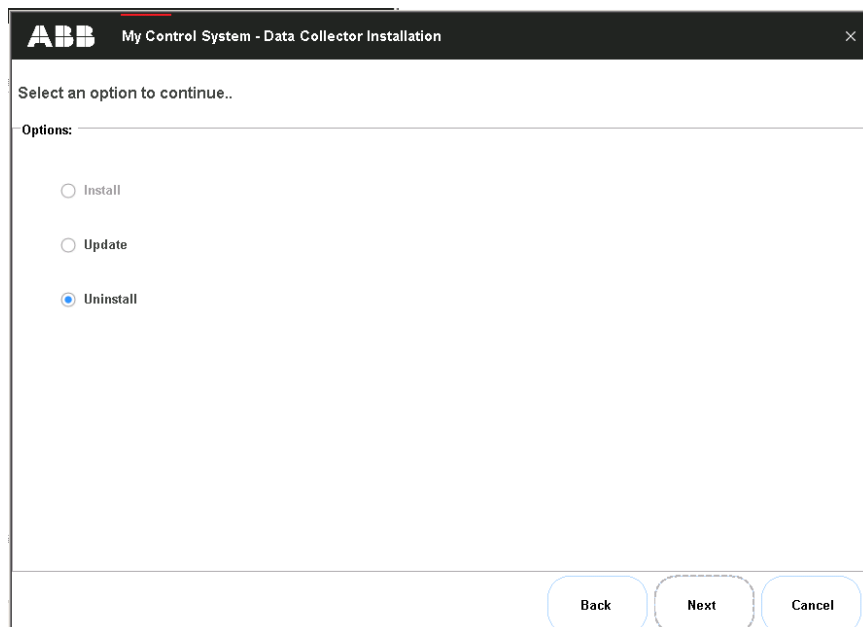 ABB My Control System - Data Collector Installation
Select an option to continue..
Options:
Install
Update
Uninstall
Back Next Cancel